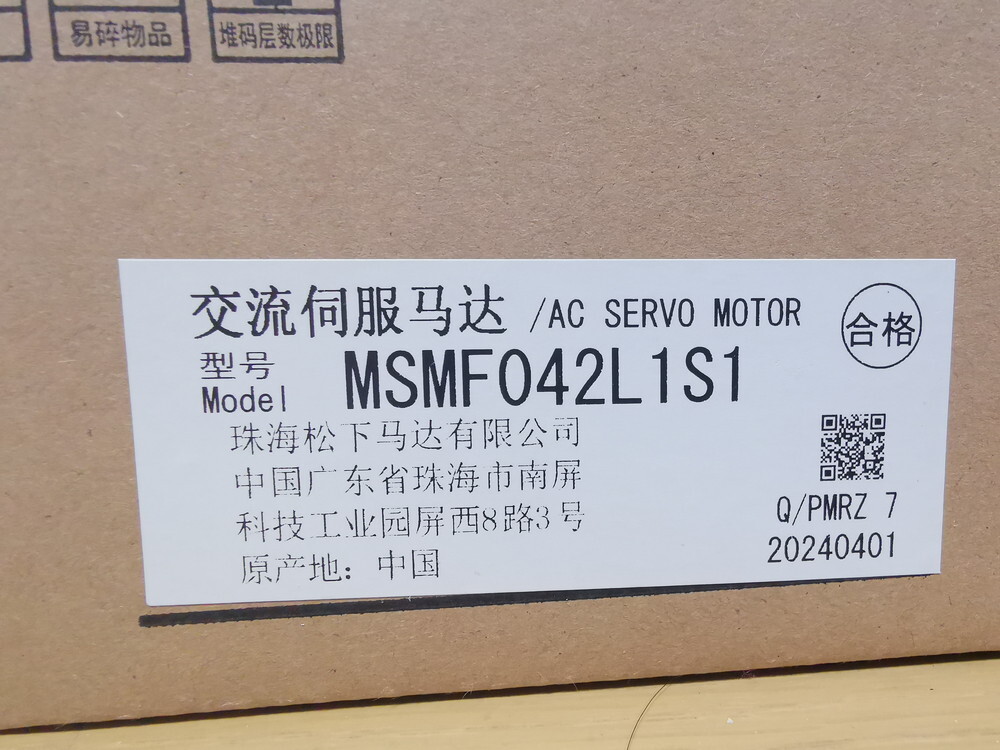 易碎物品
堆码层数极限
交流伺服马达 /AC SERVO MOTOR
合格
型号
Model MSMF042L1S1
珠海松下马达有限公司
中国广东省珠海市南屏
科技工业园屏西8路3号
原产地：中国
Q/PMRZ 7
20240401